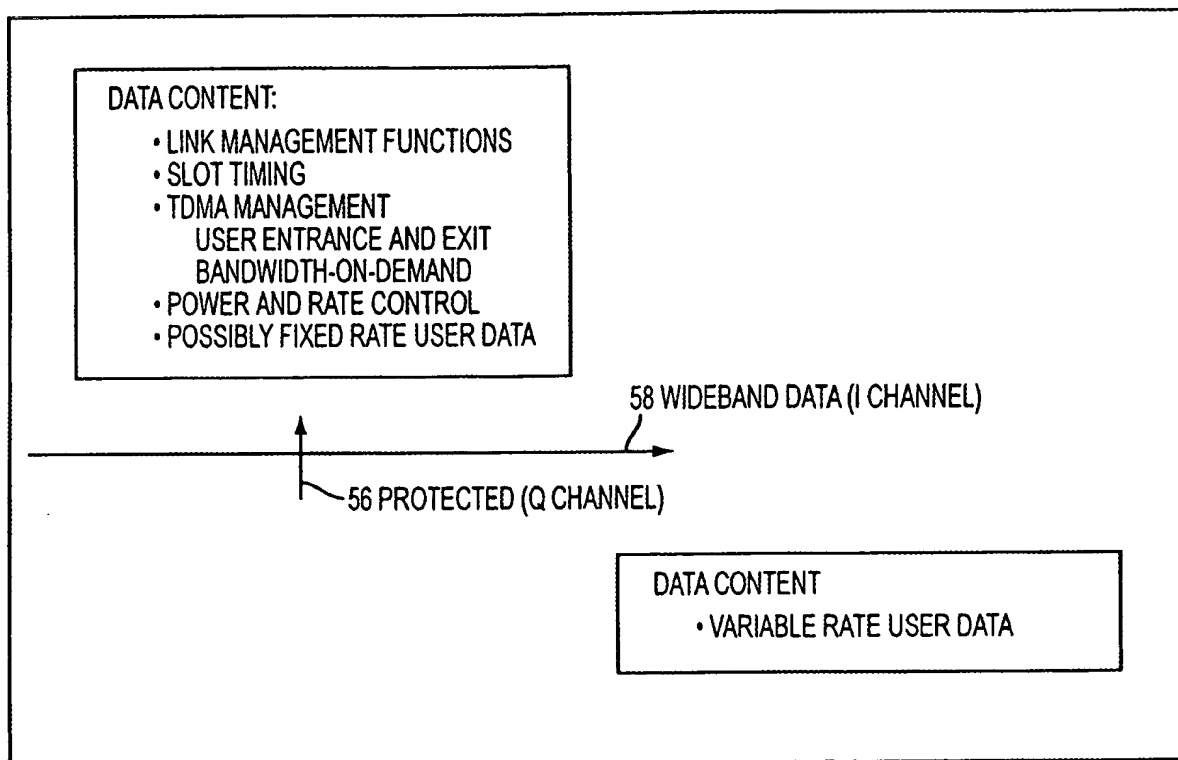 DATA CONTENT:
• LINK MANAGEMENT FUNCTIONS
• SLOT TIMING
• TDMA MANAGEMENT
USER ENTRANCE AND EXIT
BANDWIDTH-ON-DEMAND
• POWER AND RATE CONTROL
• POSSIBLY FIXED RATE USER DATA
58 WIDEBAND DATA (I CHANNEL)
56 PROTECTED (Q CHANNEL)
DATA CONTENT
• VARIABLE RATE USER DATA